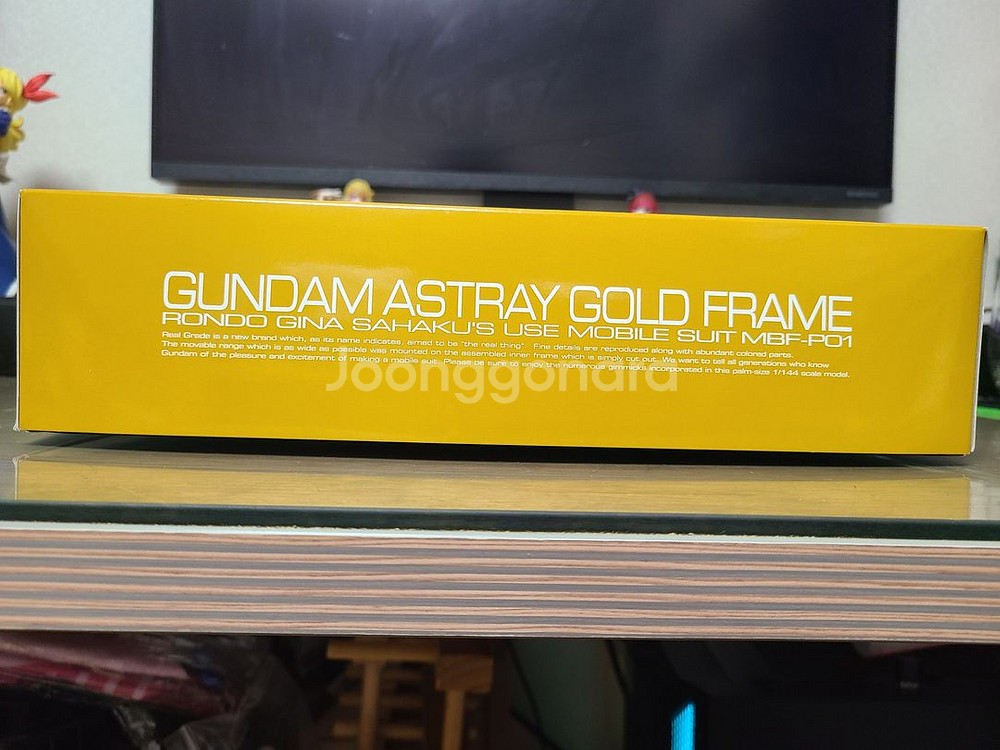 GUNDAM ASTRAY GOLD FRAME
RONDO GINA SAHAKU'S USE MOBILE SUIT MBF-P01
Real Grade is a new brand which, as its name indicates, aimed to be "the real thing". Fine details are reproduced along with abundant colored parts.
The movable range which is as wide as possible was mounted on the assembled inner frame which is simply cut out. We want to tell all generations who know
Gundam of the pleasure and excitement of making a mobile suit. Please be sure to enjoy the numerous gimmicks incorporated in this palm-size 1/144 scale model.
Joonggonara